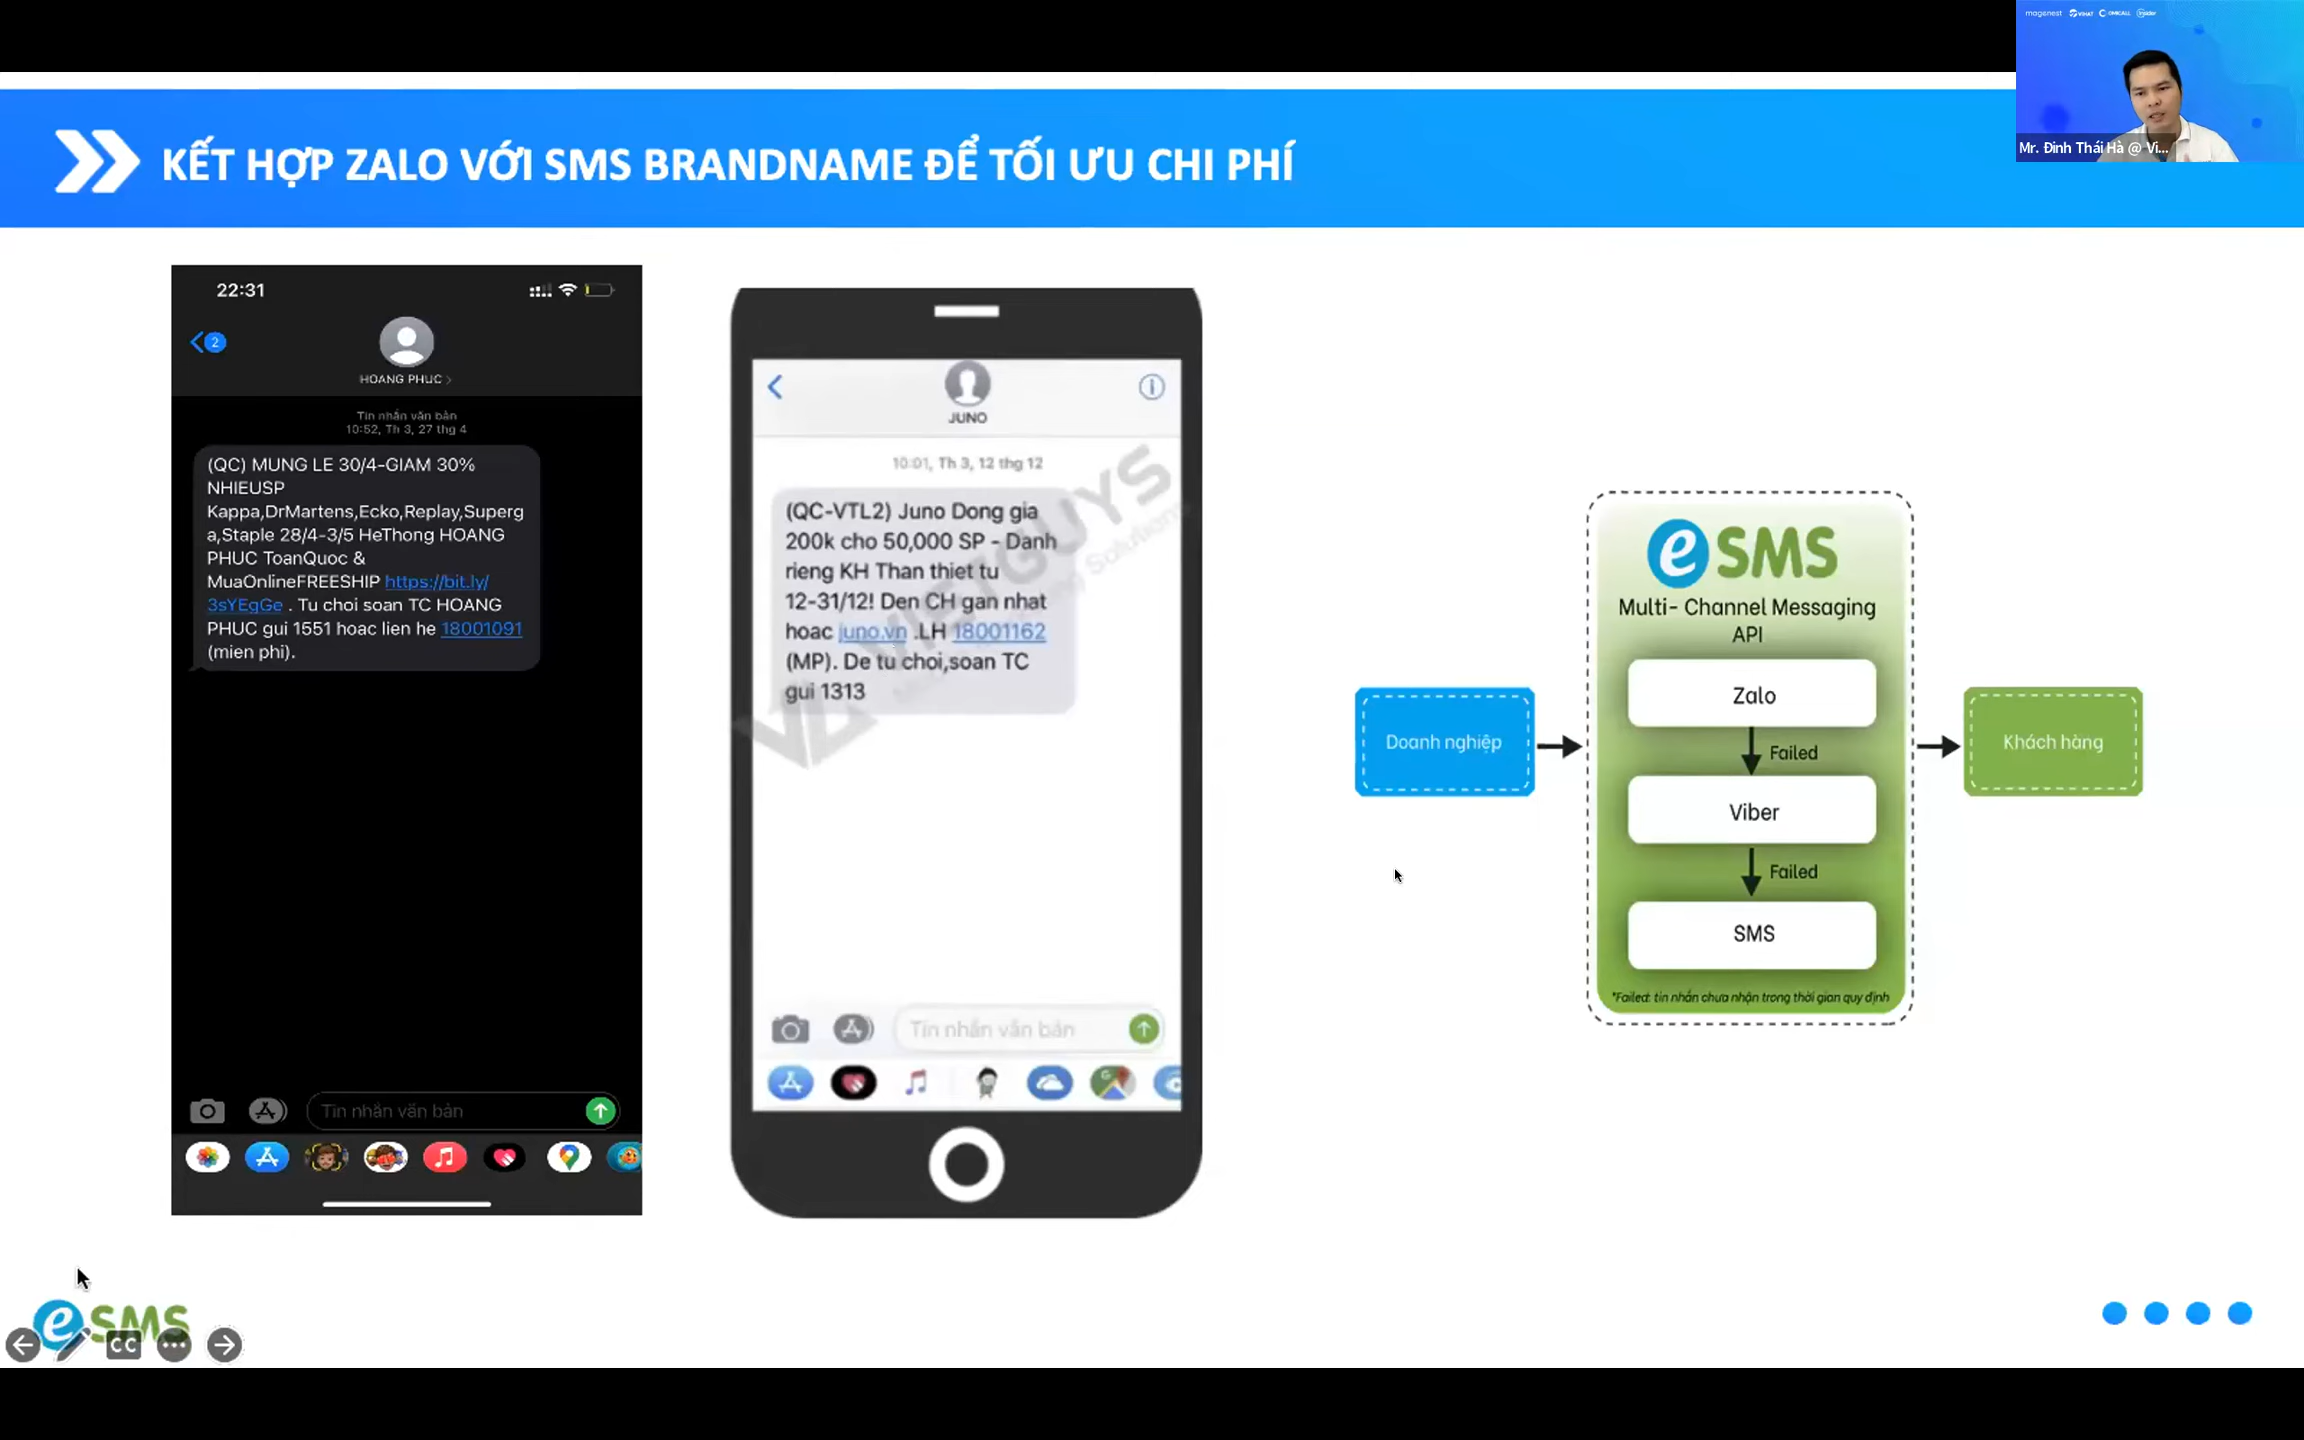 magenest VIHAT OMICALL insider
Mr. Đinh Thái Hà @ Vi...
KẾT HỢP ZALO VỚI SMS BRANDNAME ĐỂ TỐI ƯU CHI PHÍ
22:31
2
HOANG PHUC
Tin nhắn văn bản
10:52, Th 3, 27 thg 4
(QC) MUNG LE 30/4-GIAM 30%
NHIEUSP
Kappa,DrMartens,Ecko,Replay,Superg
a,Staple 28/4-3/5 HeThong HOANG
PHUC ToanQuoc &
MuaOnlineFREESHIP https://bit.ly/
3sYEgGe . Tu choi soan TC HOANG
PHUC gui 1551 hoac lien he 18001091
(mien phi).
Tin nhắn văn bản
JUNO
10:01, Th 3, 12 thg 12
(QC-VTL2) Juno Dong gia
200k cho 50,000 SP - Danh
rieng KH Than thiet tu
12-31/12! Den CH gan nhat
hoac juno.vn .LH 18001162
(MP). De tu choi,soan TC
gui 1313
VIETGUYS
Tin nhắn văn bản
Doanh nghiệp
eSMS
Multi- Channel Messaging
API
Zalo
Failed
Viber
Failed
SMS
*Failed: tin nhắn chưa nhận trong thời gian quy định
Khách hàng
eSMS
CC